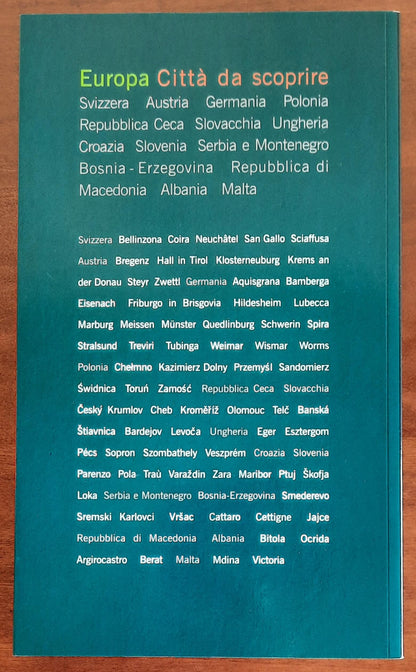 Europa Città da scoprire
Svizzera Austria Germania Polonia
Repubblica Ceca Slovacchia Ungheria
Croazia Slovenia Serbia e Montenegro
Bosnia - Erzegovina Repubblica di
Macedonia Albania Malta
Svizzera Bellinzona Coira Neuchâtel San Gallo Sciaffusa
Austria Bregenz Hall in Tirol Klosterneuburg Krems an
der Donau Steyr Zwettl Germania Aquisgrana Bamberga
Eisenach Friburgo in Brisgovia Hildesheim Lubecca
Marburg Meissen Münster Quedlinburg Schwerin Spira
Stralsund Treviri Tubinga Weimar Wismar Worms
Polonia Chełmno Kazimierz Dolny Przemyśl Sandomierz
Świdnica Toruń Zamość Repubblica Ceca Slovacchia
Český Krumlov Cheb Kroměříž Olomouc Telč Banská
Štiavnica Bardejov Levoča Ungheria Eger Esztergom
Pécs Sopron Szombathely Veszprém Croazia Slovenia
Parenzo Pola Traù Varaždin Zara Maribor Ptuj Škofja
Loka Serbia e Montenegro Bosnia-Erzegovina Smederevo
Sremski Karlovci Vršac Cattaro Cettigne Jajce
Repubblica di Macedonia Albania Bitola Ocrida
Argirocastro Berat Malta Mdina Victoria